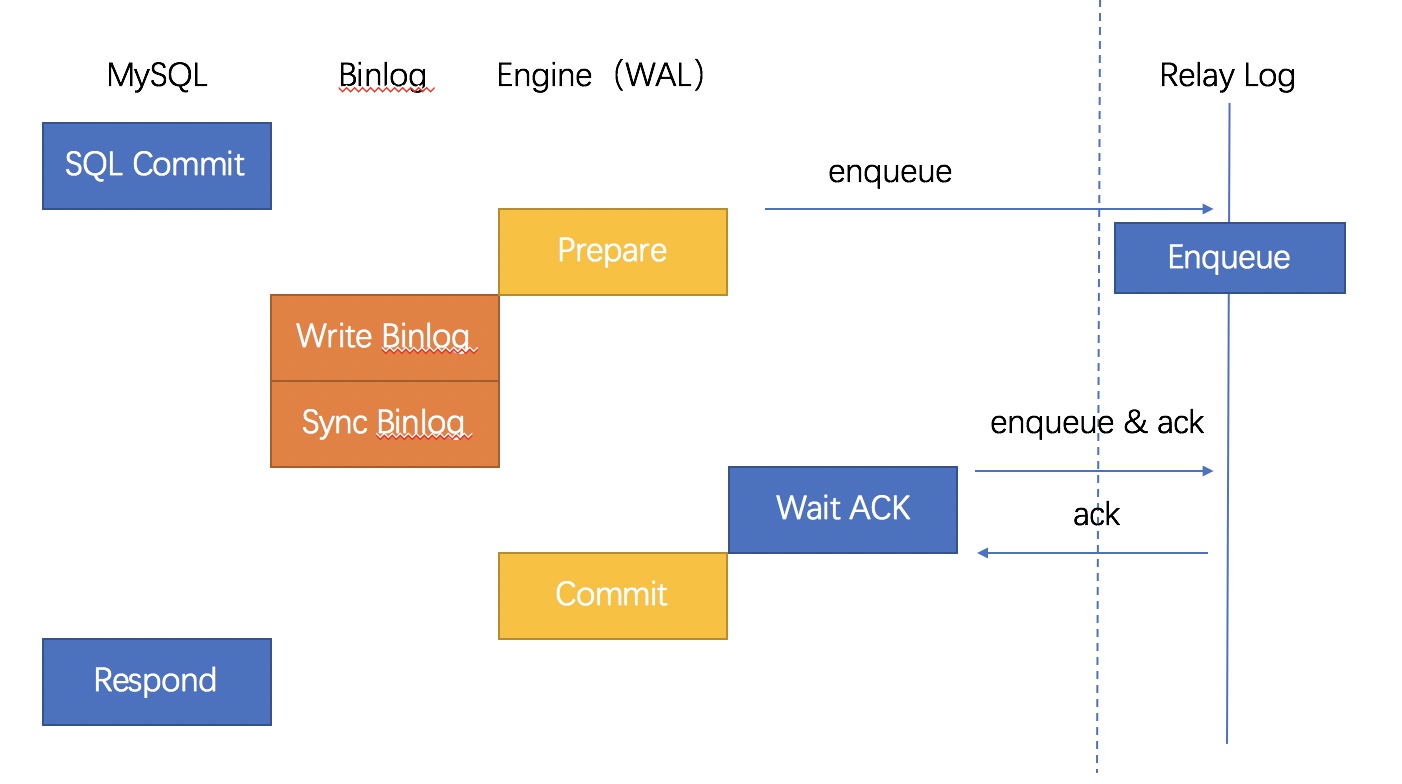 MySQL
Binlog
Engine（WAL）
Relay Log
SQL Commit
enqueue
Prepare
Enqueue
Write Binlog
Sync Binlog
enqueue & ack
Wait ACK
ack
Commit
Respond